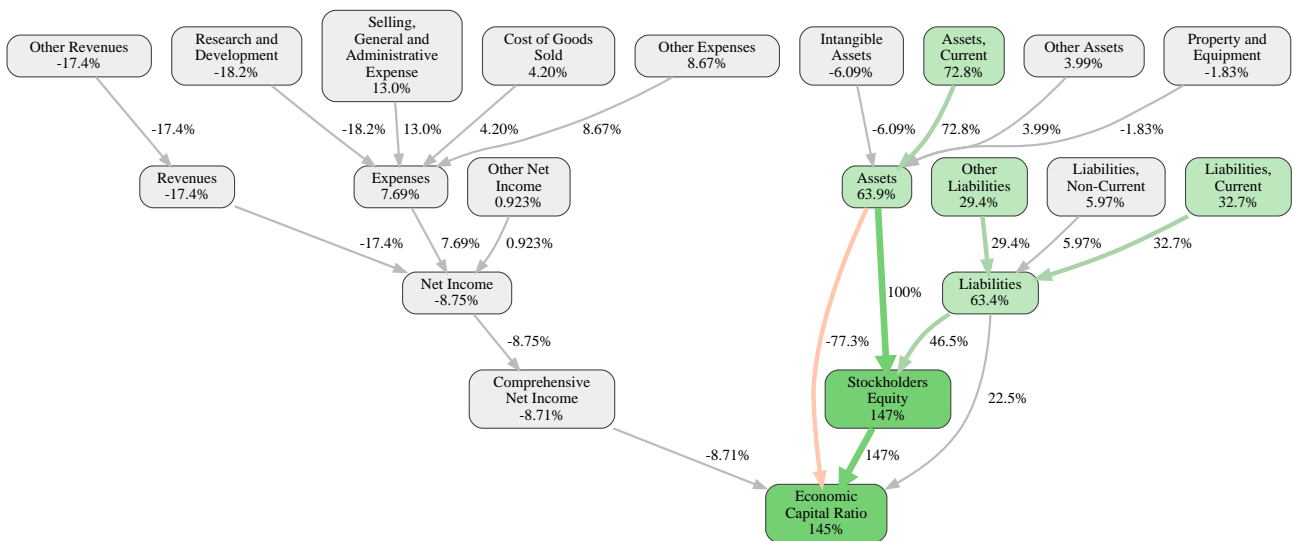 Other Revenues
-17.4%
Research and
Development
-18.2%
Selling,
General and
Administrative
Expense
13.0%
Cost of Goods
Sold
4.20%
Other Expenses
8.67%
Intangible
Assets
-6.09%
Assets,
Current
72.8%
Other Assets
3.99%
Property and
Equipment
-1.83%
-17.4%
-18.2%
13.0%
4.20%
8.67%
-6.09%
72.8%
3.99%
-1.83%
Revenues
-17.4%
Expenses
7.69%
Other Net
Income
0.923%
Assets
63.9%
Other
Liabilities
29.4%
Liabilities,
Non-Current
5.97%
Liabilities,
Current
32.7%
-17.4%
7.69%
0.923%
29.4%
5.97%
32.7%
Net Income
-8.75%
Liabilities
63.4%
100%
-8.75%
-77.3%
46.5%
Comprehensive
Net Income
-8.71%
Stockholders
Equity
147%
22.5%
-8.71%
147%
Economic
Capital Ratio
145%